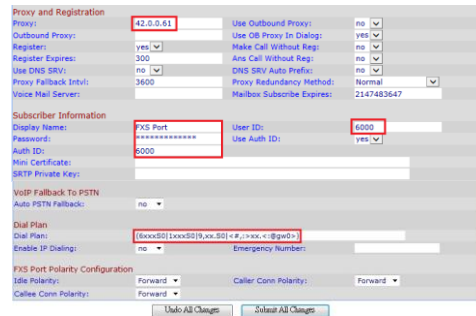 Proxy and Registration
Proxy: 42.0.0.61 Use Outbound Proxy: no
Outbound Proxy: Use OB Proxy In Dialog: yes
Register: yes Make Call Without Reg: no
Register Expires: 300 Ans Call Without Reg: no
Use DNS SRV: no DNS SRV Auto Prefix: no
Proxy Fallback Intvl: 3600 Proxy Redundancy Method: Normal
Voice Mail Server: Mailbox Subscribe Expires: 2147483647
Subscriber Information
Display Name: FXS Port User ID: 6000
Password: ************* Use Auth ID: yes
Auth ID: 6000
Mini Certificate:
SRTP Private Key:
VoIP Fallback To PSTN
Auto PSTN Fallback: no
Dial Plan
Dial Plan: (6xxxS0|1xxxS0|9,xx.S0|<#,:>xx.<:@gw0>)
Enable IP Dialing: no Emergency Number:
FXS Port Polarity Configuration
Idle Polarity: Forward Caller Conn Polarity: Forward
Callee Conn Polarity: Forward
Undo All Changes Submit All Changes